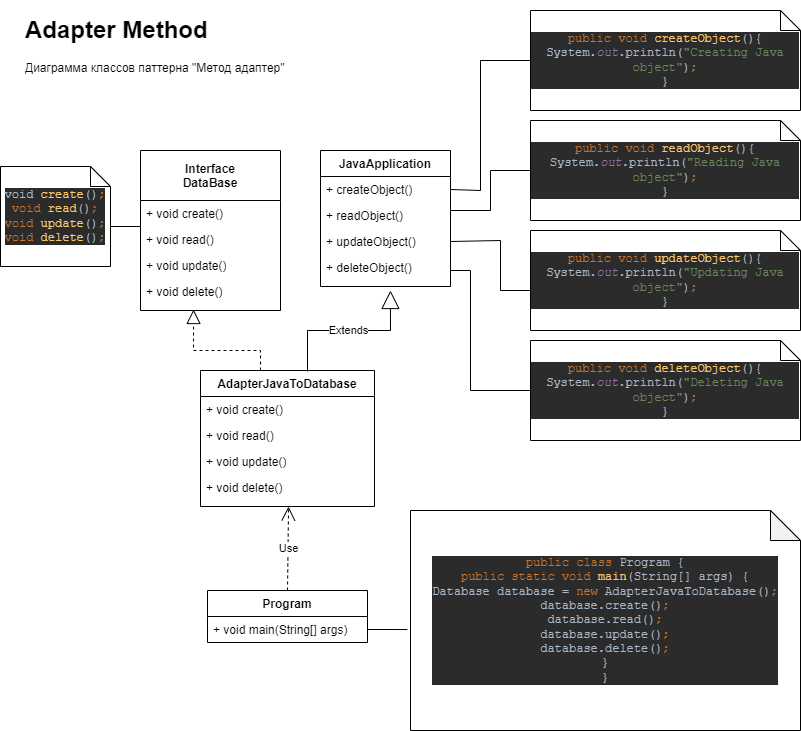 Adapter Method
Диаграмма классов паттерна "Метод адаптер"
void create();
void read();
void update();
void delete();
Interface
DataBase
+ void create()
+ void read()
+ void update()
+ void delete()
JavaApplication
+ createObject()
+ readObject()
+ updateObject()
+ deleteObject()
public void createObject(){
System.out.println("Creating Java
object");
}
public void readObject(){
System.out.println("Reading Java
object");
}
public void updateObject(){
System.out.println("Updating Java
object");
}
public void deleteObject(){
System.out.println("Deleting Java
object");
}
Extends
AdapterJavaToDatabase
+ void create()
+ void read()
+ void update()
+ void delete()
Use
Program
+ void main(String[] args)
public class Program {
public static void main(String[] args) {
Database database = new AdapterJavaToDatabase();
database.create();
database.read();
database.update();
database.delete();
}
}